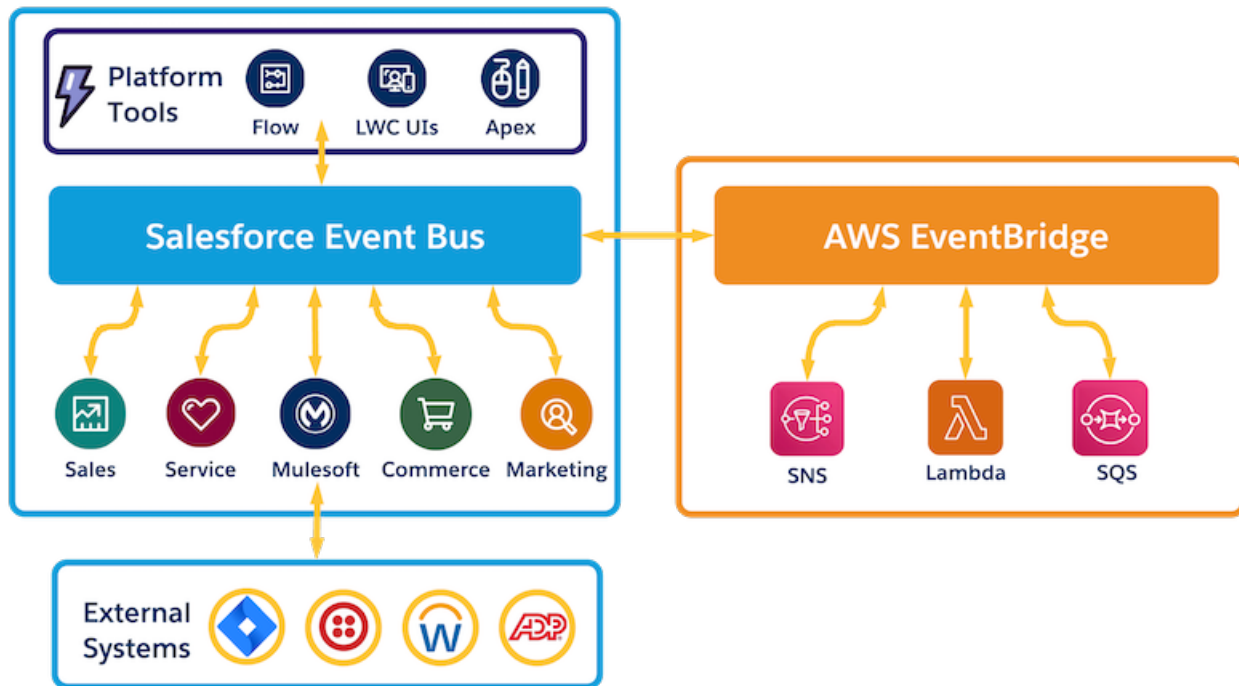 Platform
Tools
Flow
LWC UIs
Apex
Salesforce Event Bus
AWS EventBridge
Sales
Service
Mulesoft
Commerce
Marketing
SNS
Lambda
SQS
External
Systems
W
ADP